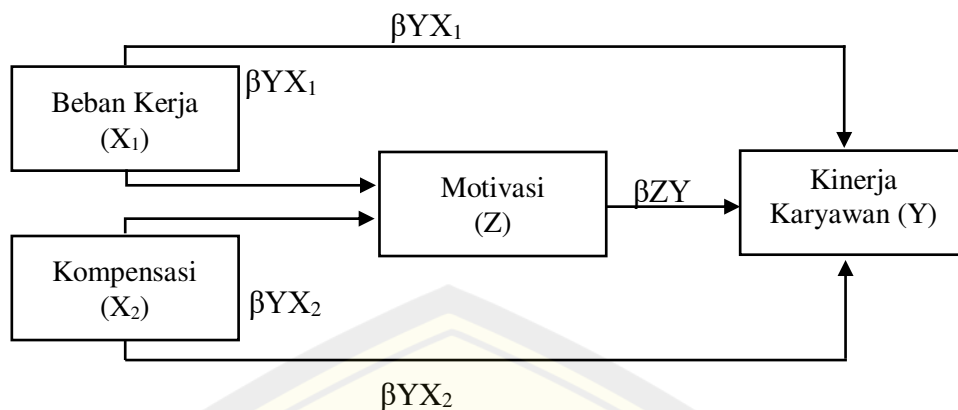 βYX₁
Beban Kerja
(X₁)
βYX₁
Motivasi
(Z)
βZY
Kinerja
Karyawan (Y)
Kompensasi
(X₂)
βYX₂
βYX₂